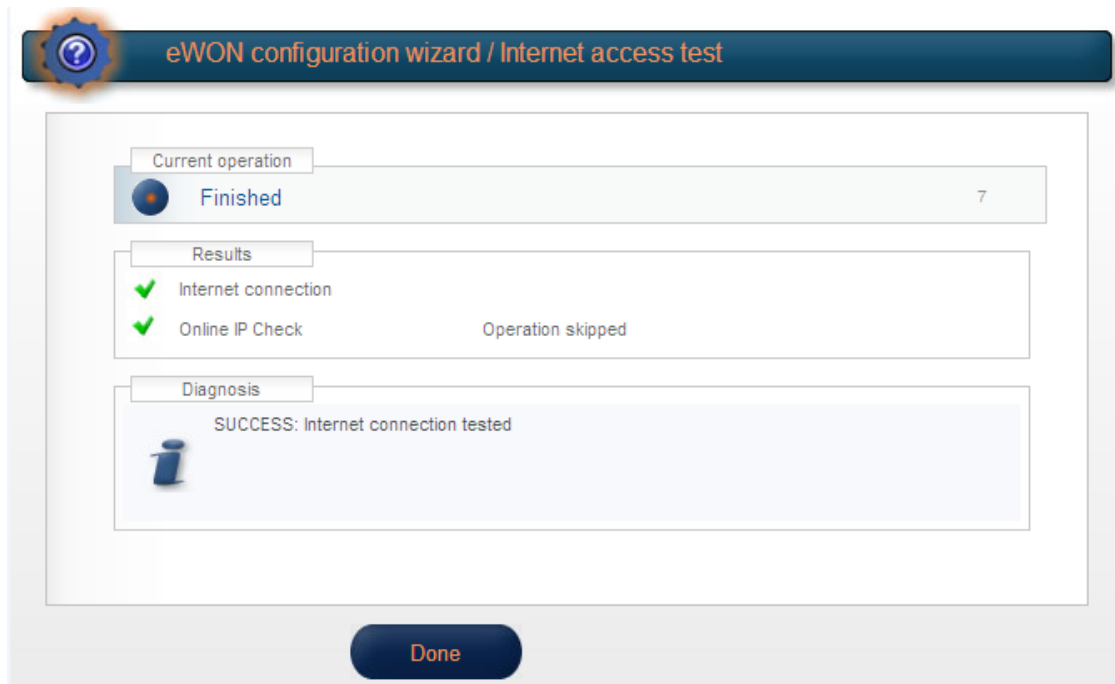 eWON configuration wizard / Internet access test
Current operation
Finished 7
Results
Internet connection
Online IP Check Operation skipped
Diagnosis
SUCCESS: Internet connection tested
Done